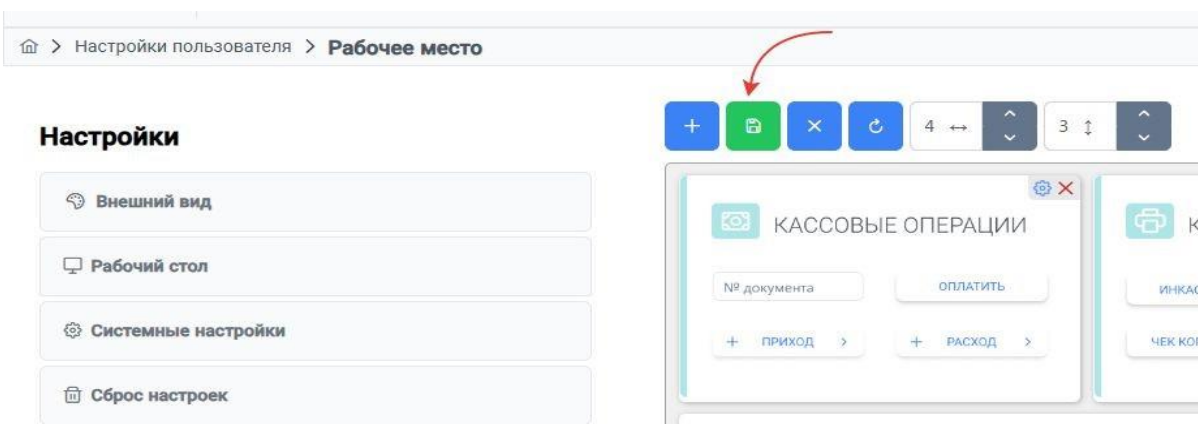 Настройки пользователя > Рабочее место
Настройки
Внешний вид
Рабочий стол
Системные настройки
Сброс настроек
4 3
КАССОВЫЕ ОПЕРАЦИИ
№ документа ОПЛАТИТЬ
+ ПРИХОД > + РАСХОД >